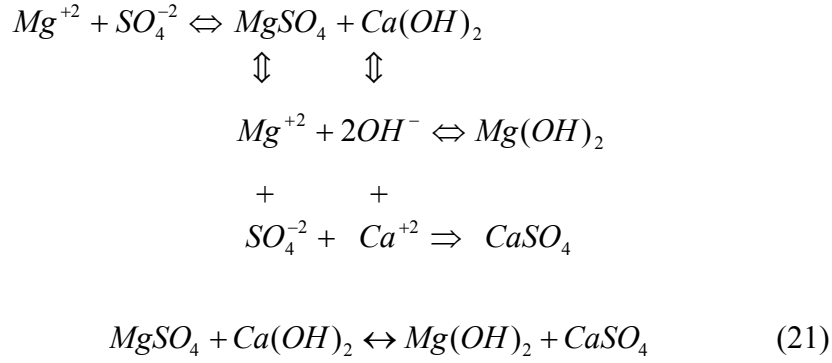 Mg⁺² + SO₄⁻² ⇔ MgSO₄ + Ca(OH)₂
⇕ ⇕
Mg⁺² + 2OH⁻ ⇔ Mg(OH)₂
+ +
SO₄⁻² + Ca⁺² ⇒ CaSO₄
MgSO₄ + Ca(OH)₂ ↔ Mg(OH)₂ + CaSO₄ (21)